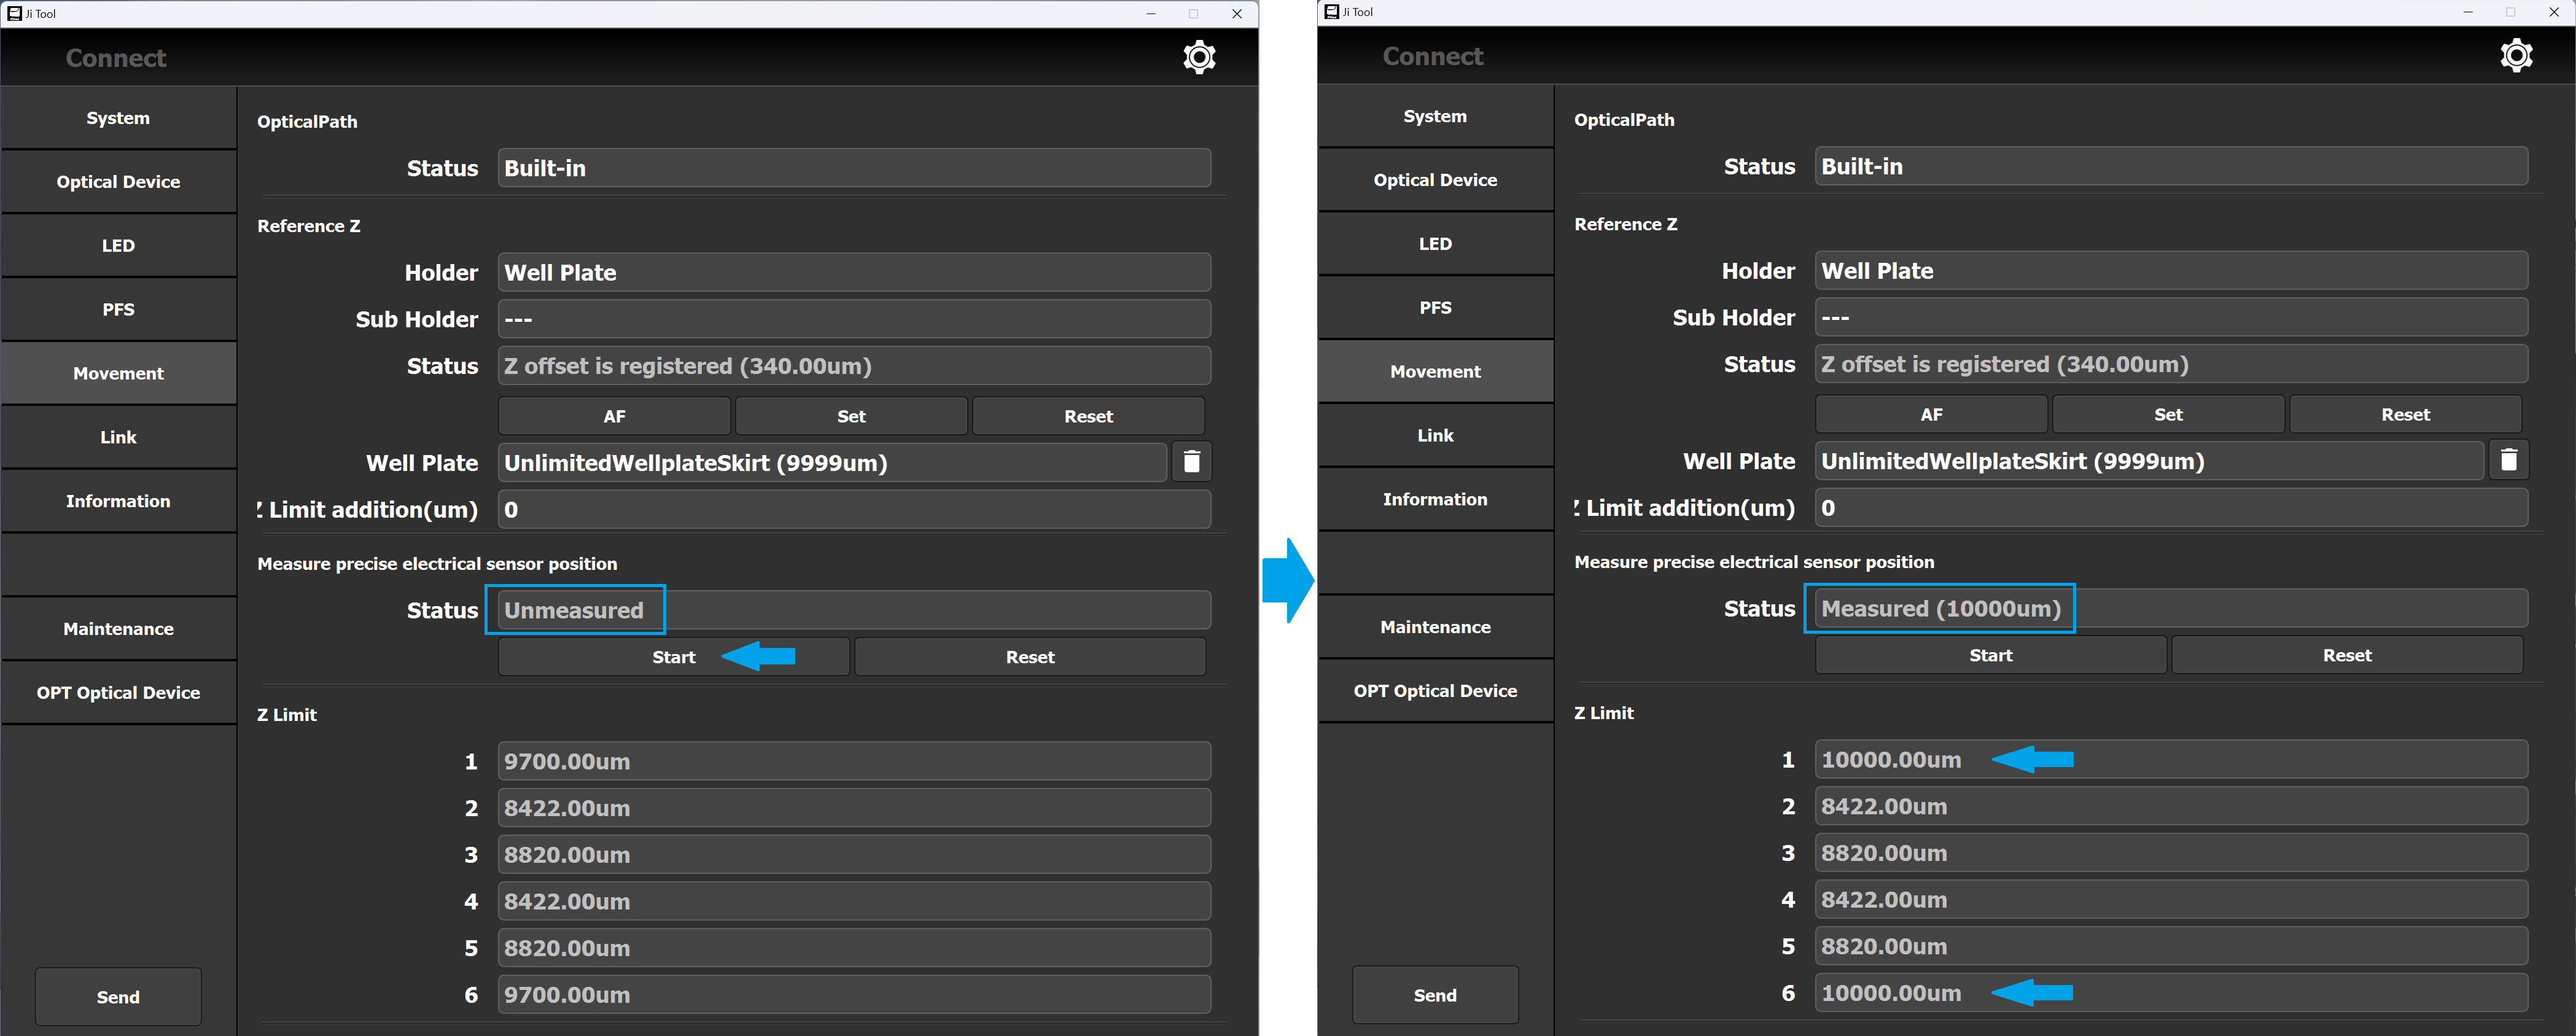 Ji Tool
Connect
System
Optical Device
LED
PFS
Movement
Link
Information
Maintenance
OPT Optical Device
Send
OpticalPath
Status Built-in
Reference Z
Holder Well Plate
Sub Holder ---
Status Z offset is registered (340.00um)
AF Set Reset
Well Plate UnlimitedWellplateSkirt (9999um)
Z Limit addition(um) 0
Measure precise electrical sensor position
Status Unmeasured
Start Reset
Z Limit
1 9700.00um
2 8422.00um
3 8820.00um
4 8422.00um
5 8820.00um
6 9700.00um
Ji Tool
Connect
System
Optical Device
LED
PFS
Movement
Link
Information
Maintenance
OPT Optical Device
Send
OpticalPath
Status Built-in
Reference Z
Holder Well Plate
Sub Holder ---
Status Z offset is registered (340.00um)
AF Set Reset
Well Plate UnlimitedWellplateSkirt (9999um)
Z Limit addition(um) 0
Measure precise electrical sensor position
Status Measured (10000um)
Start Reset
Z Limit
1 10000.00um
2 8422.00um
3 8820.00um
4 8422.00um
5 8820.00um
6 10000.00um